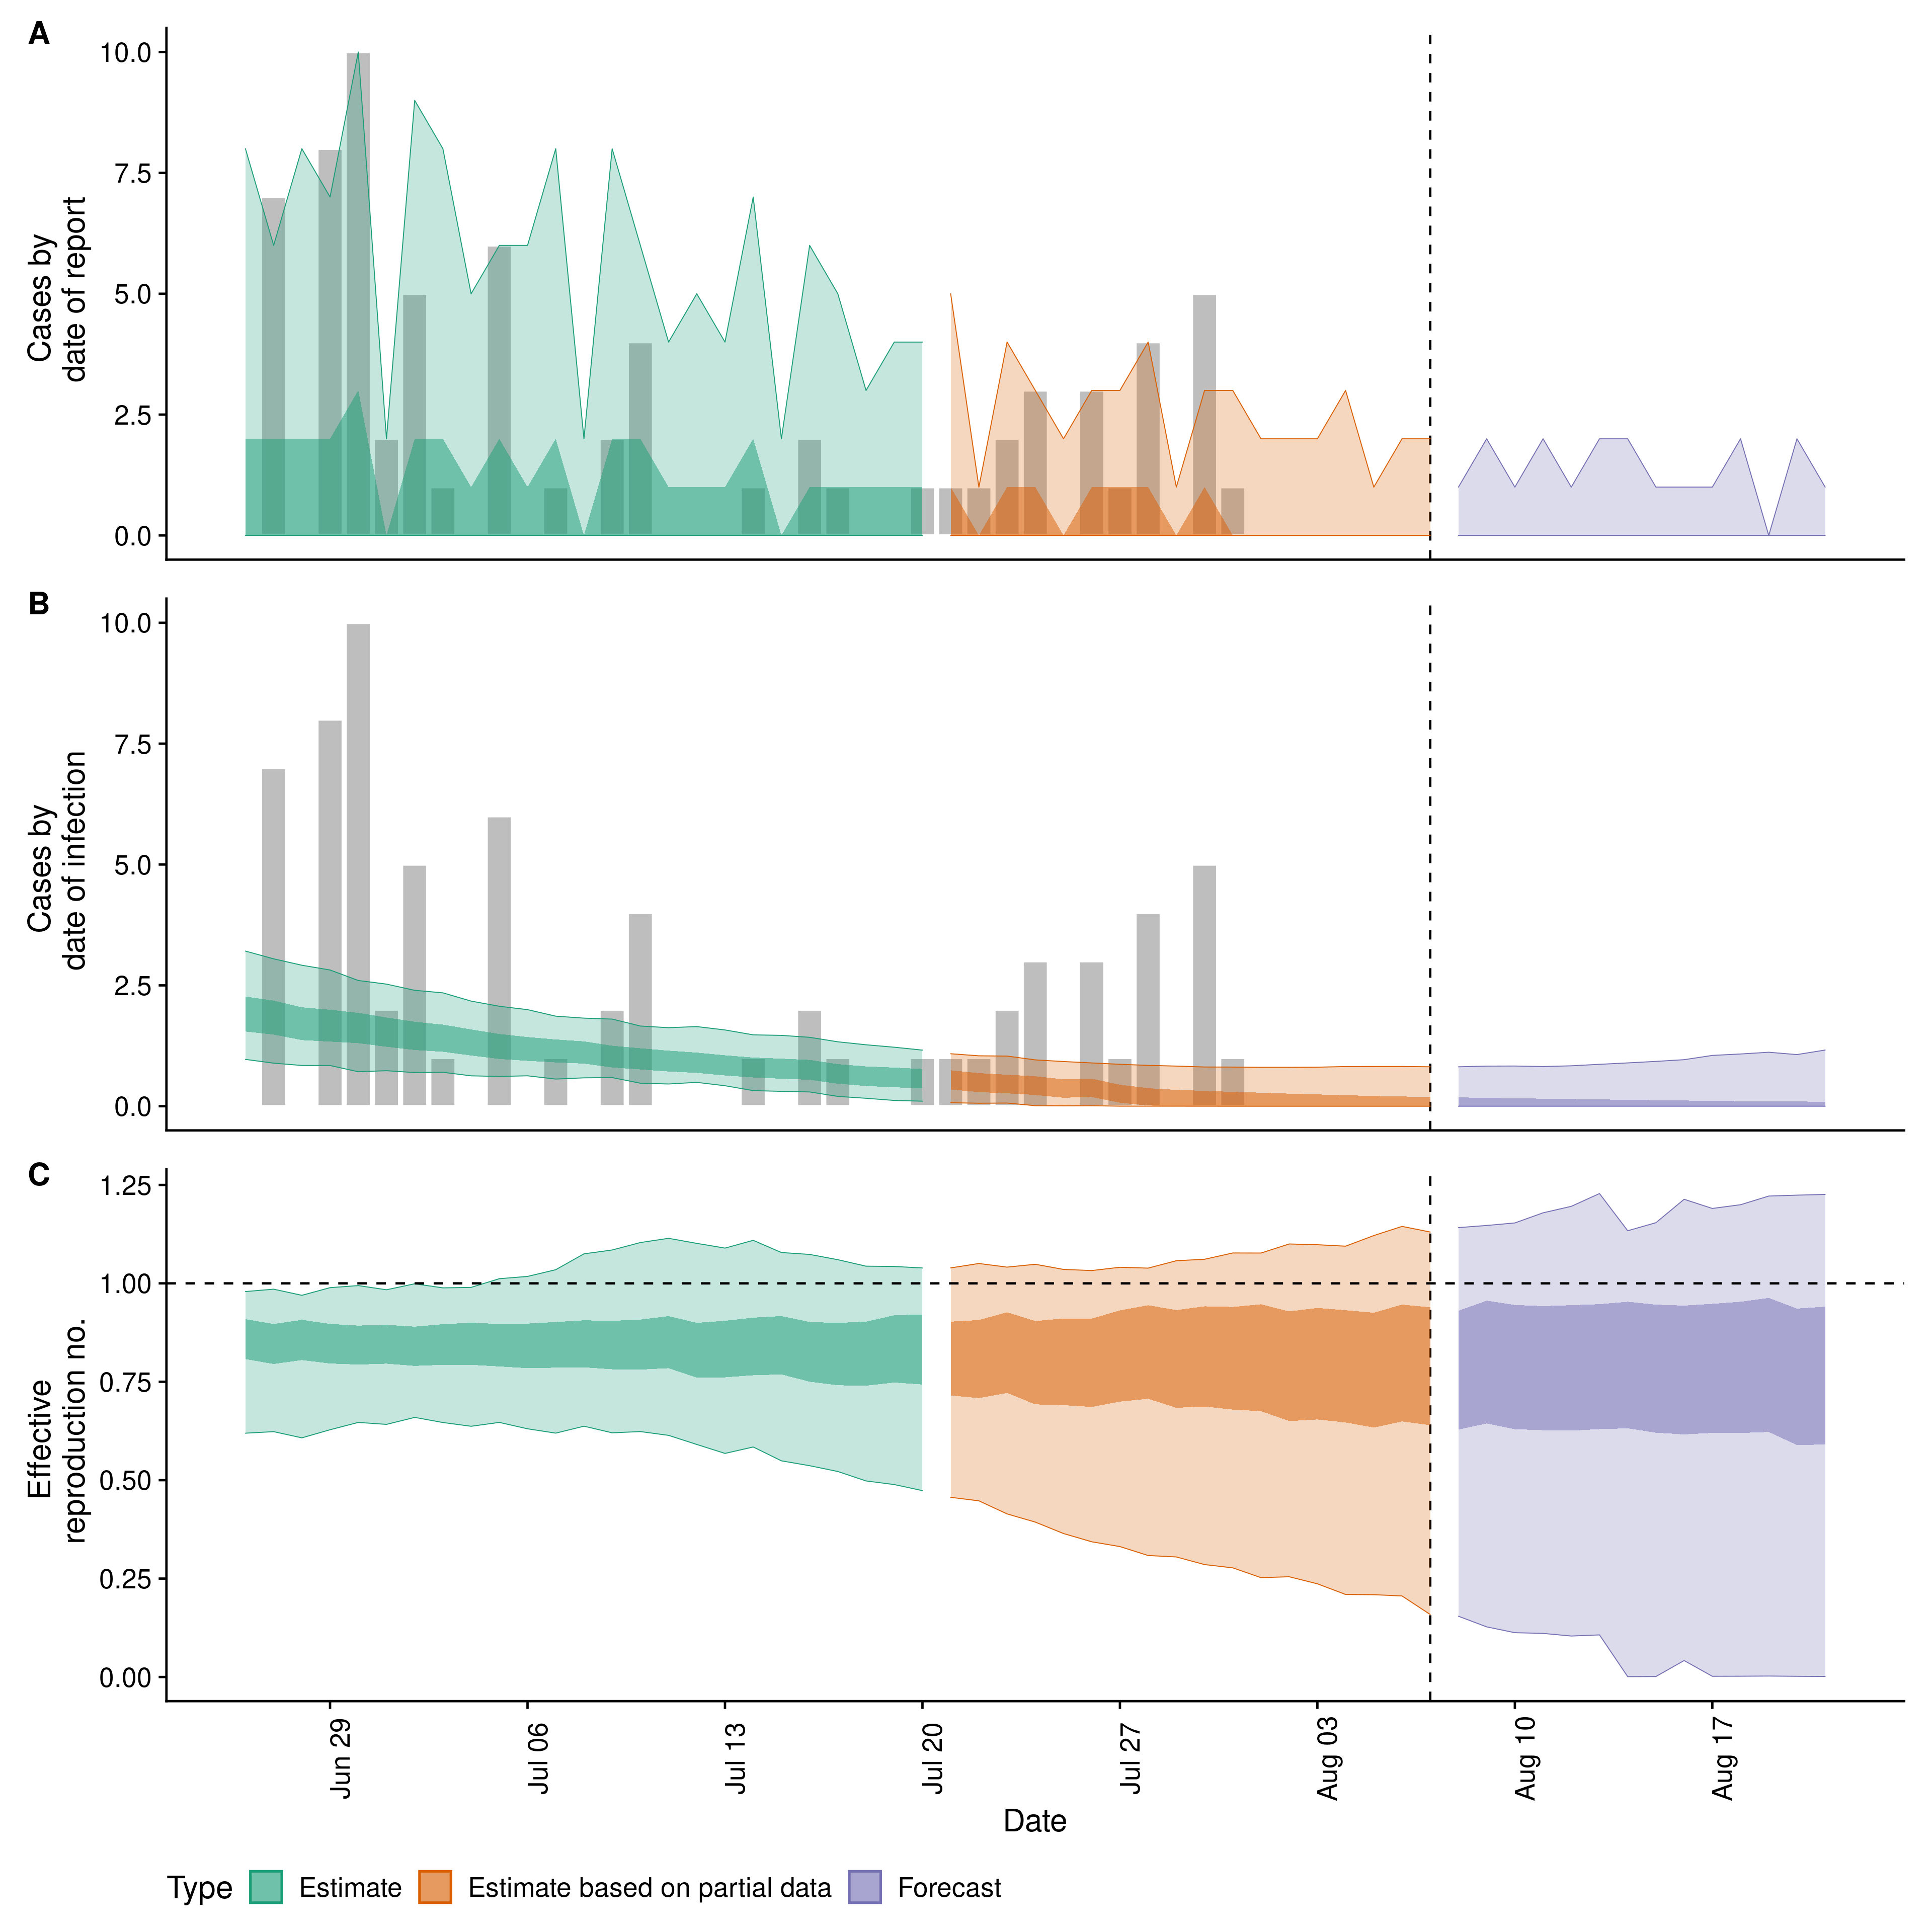 A
10.0
7.5
5.0
2.5
0.0
Cases by
date of report
B
10.0
7.5
5.0
2.5
0.0
Cases by
date of infection
C
1.25
1.00
0.75
0.50
0.25
0.00
Effective
reproduction no.
Jun 29
Jul 06
Jul 13
Jul 20
Jul 27
Aug 03
Aug 10
Aug 17
Date
Type Estimate Estimate based on partial data Forecast